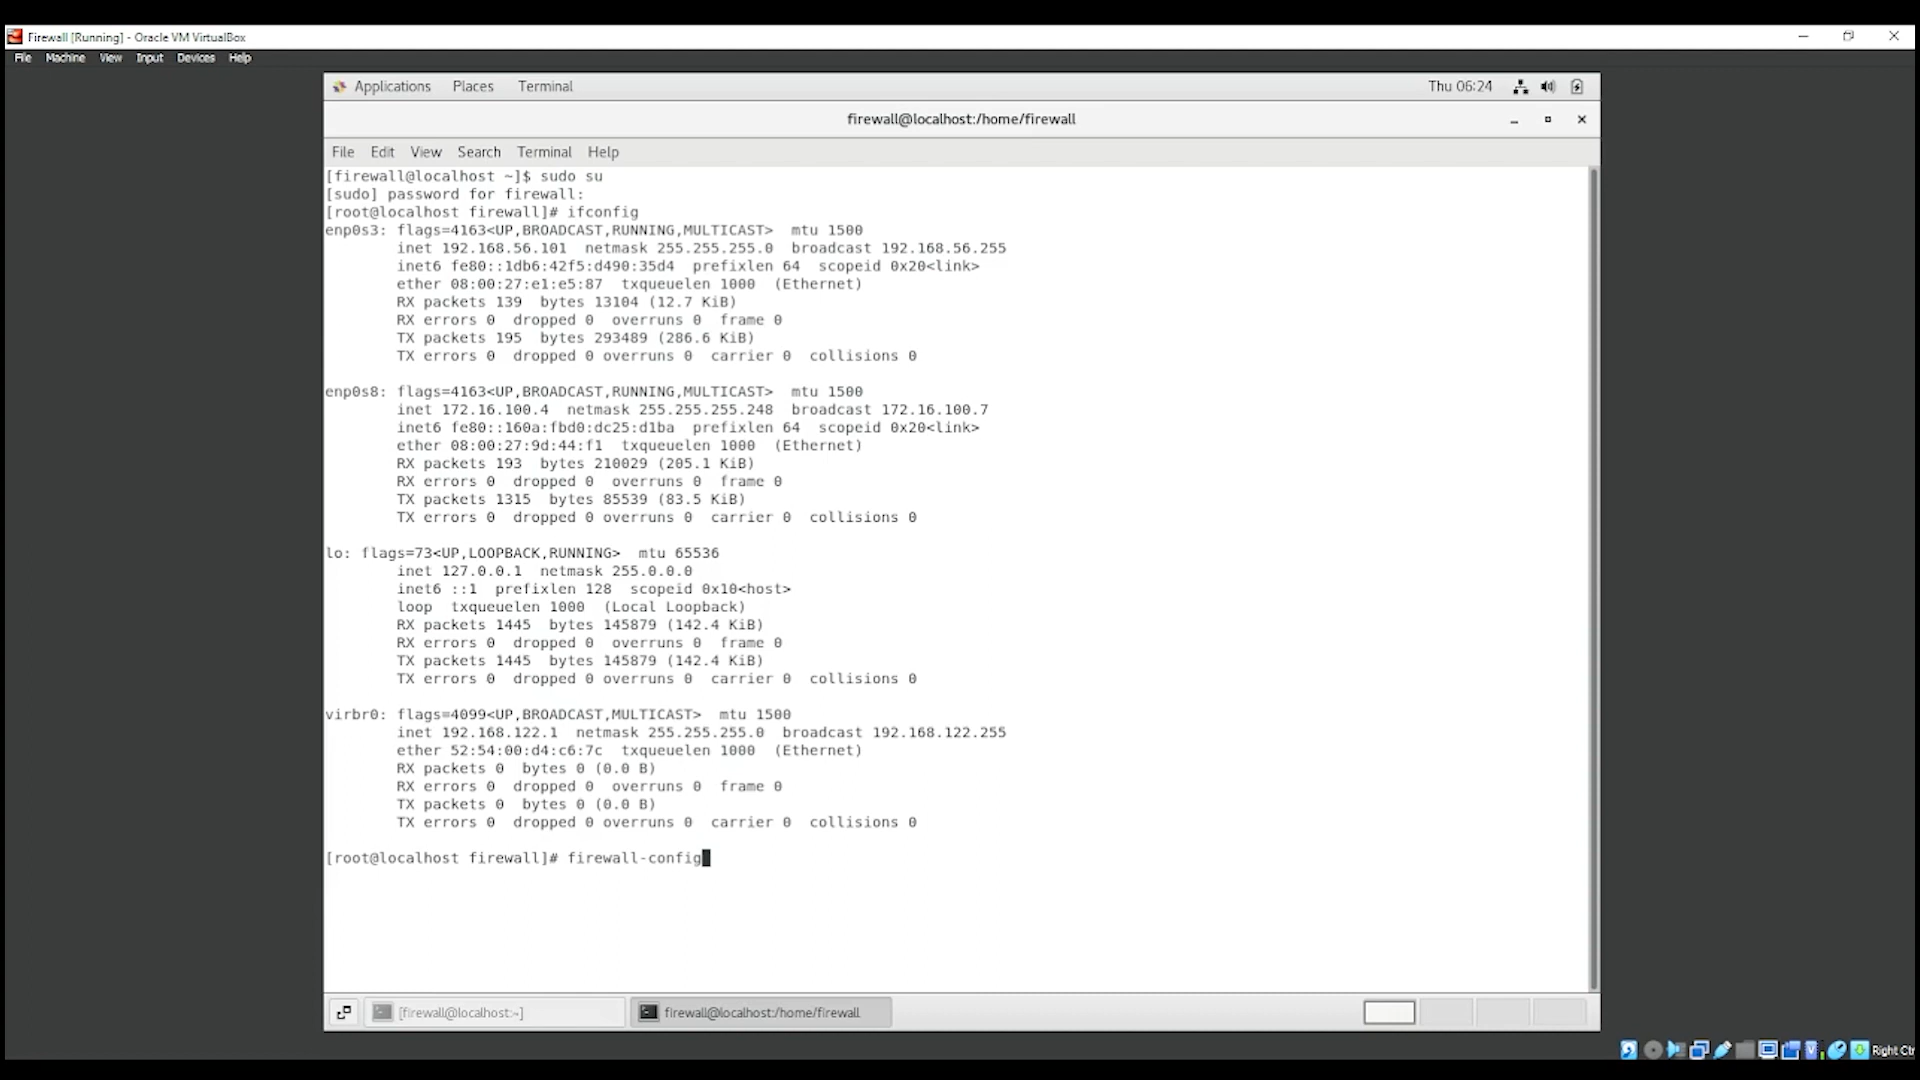 Firewall [Running] - Oracle VM VirtualBox
File Machine View Input Devices Help
Applications Places Terminal Thu 06:24
firewall@localhost:/home/firewall
File Edit View Search Terminal Help
[firewall@localhost ~]$ sudo su
[sudo] password for firewall:
[root@localhost firewall]# ifconfig
enp0s3: flags=4163<UP,BROADCAST,RUNNING,MULTICAST>  mtu 1500
        inet 192.168.56.101  netmask 255.255.255.0  broadcast 192.168.56.255
        inet6 fe80::1db6:42f5:d490:35d4  prefixlen 64  scopeid 0x20<link>
        ether 08:00:27:e1:e5:87  txqueuelen 1000  (Ethernet)
        RX packets 139  bytes 13104 (12.7 KiB)
        RX errors 0  dropped 0  overruns 0  frame 0
        TX packets 195  bytes 293489 (286.6 KiB)
        TX errors 0  dropped 0 overruns 0  carrier 0  collisions 0
enp0s8: flags=4163<UP,BROADCAST,RUNNING,MULTICAST>  mtu 1500
        inet 172.16.100.4  netmask 255.255.255.248  broadcast 172.16.100.7
        inet6 fe80::160a:fbd0:dc25:d1ba  prefixlen 64  scopeid 0x20<link>
        ether 08:00:27:9d:44:f1  txqueuelen 1000  (Ethernet)
        RX packets 193  bytes 210029 (205.1 KiB)
        RX errors 0  dropped 0  overruns 0  frame 0
        TX packets 1315  bytes 85539 (83.5 KiB)
        TX errors 0  dropped 0 overruns 0  carrier 0  collisions 0
lo: flags=73<UP,LOOPBACK,RUNNING>  mtu 65536
        inet 127.0.0.1  netmask 255.0.0.0
        inet6 ::1  prefixlen 128  scopeid 0x10<host>
        loop  txqueuelen 1000  (Local Loopback)
        RX packets 1445  bytes 145879 (142.4 KiB)
        RX errors 0  dropped 0  overruns 0  frame 0
        TX packets 1445  bytes 145879 (142.4 KiB)
        TX errors 0  dropped 0 overruns 0  carrier 0  collisions 0
virbr0: flags=4099<UP,BROADCAST,MULTICAST>  mtu 1500
        inet 192.168.122.1  netmask 255.255.255.0  broadcast 192.168.122.255
        ether 52:54:00:d4:c6:7c  txqueuelen 1000  (Ethernet)
        RX packets 0  bytes 0 (0.0 B)
        RX errors 0  dropped 0  overruns 0  frame 0
        TX packets 0  bytes 0 (0.0 B)
        TX errors 0  dropped 0 overruns 0  carrier 0  collisions 0
[root@localhost firewall]# firewall-config
[firewall@localhost:~] firewall@localhost:/home/firewall
Right Ctr